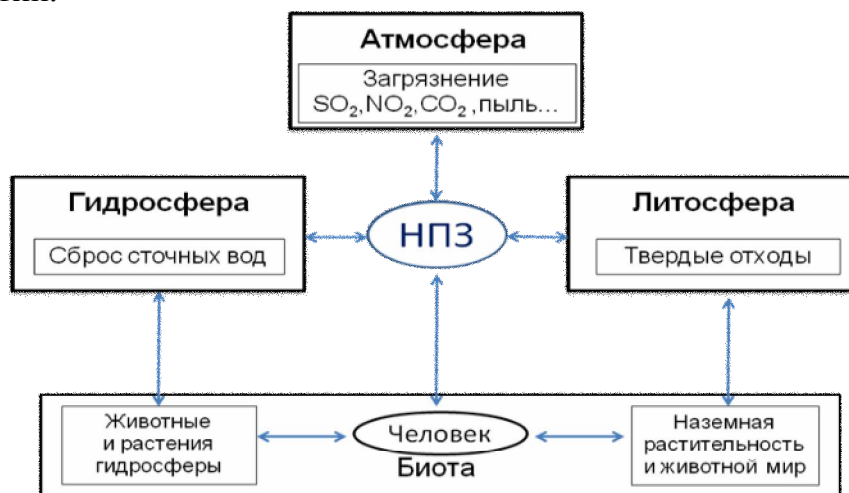 Атмосфера
Загрязнение
SO₂,NO₂,CO₂ ,пыль...
Гидросфера
Сброс сточных вод
НПЗ
Литосфера
Твердые отходы
Животные
и растения
гидросферы
Человек
Биота
Наземная
растительность
и животной мир